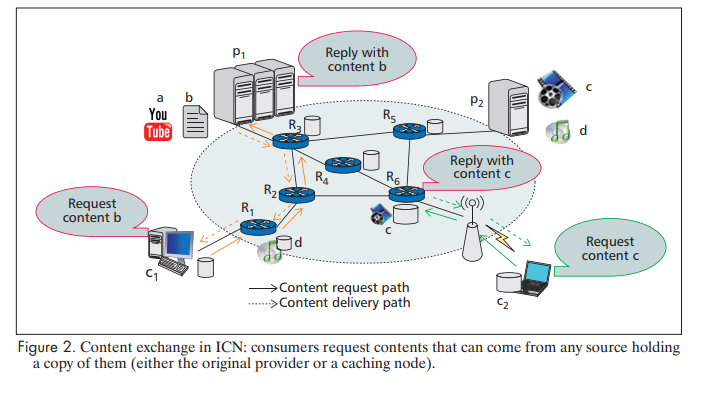 p1
Reply with
content b
a
b
You
Tube
R3
R5
p2
c
d
Reply with
content c
R4
R6
R2
R1
Request
content b
c
d
c1
Request
content c
c2
Content request path
Content delivery path
Figure 2. Content exchange in ICN: consumers request contents that can come from any source holding
a copy of them (either the original provider or a caching node).